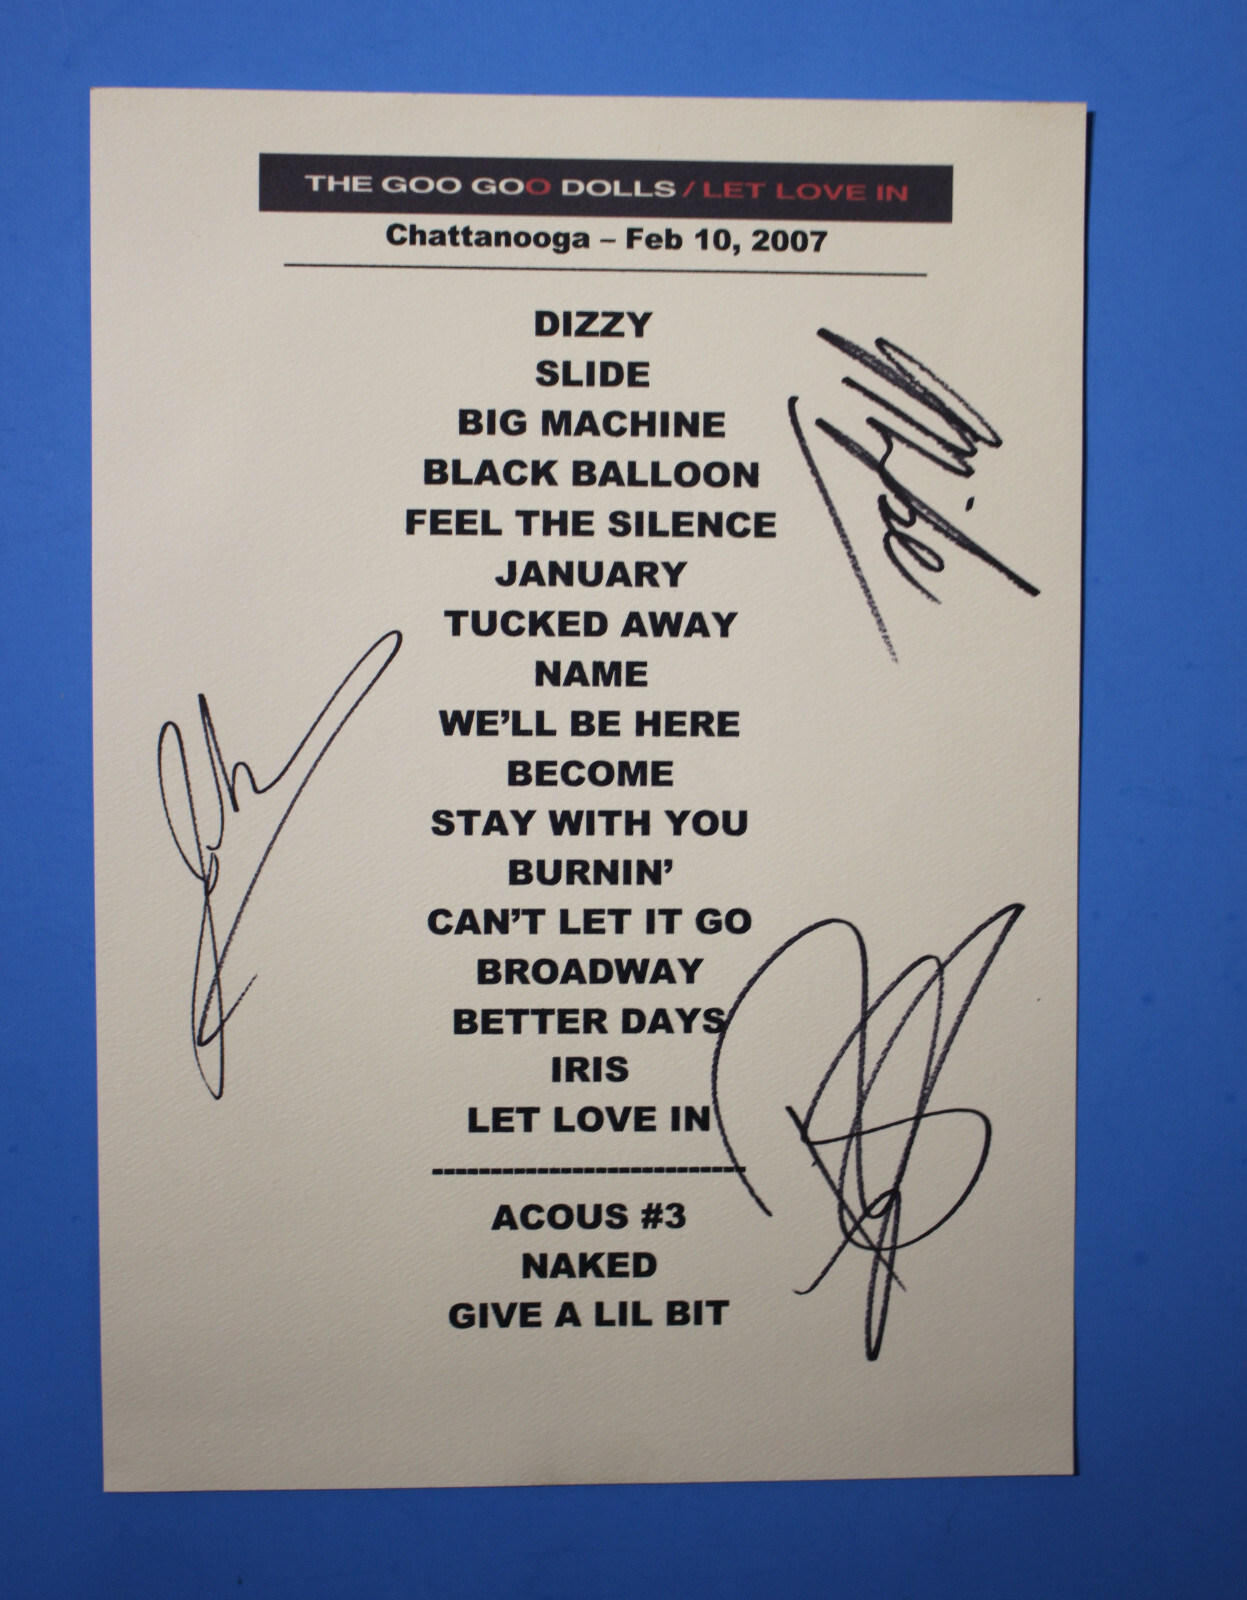 THE GOO GOO DOLLS / LET LOVE IN
Chattanooga – Feb 10, 2007
DIZZY
SLIDE
BIG MACHINE
BLACK BALLOON
FEEL THE SILENCE
JANUARY
TUCKED AWAY
NAME
WE’LL BE HERE
BECOME
STAY WITH YOU
BURNIN’
CAN’T LET IT GO
BROADWAY
BETTER DAYS
IRIS
LET LOVE IN
---------------------------
ACOUS #3
NAKED
GIVE A LIL BIT
Mike